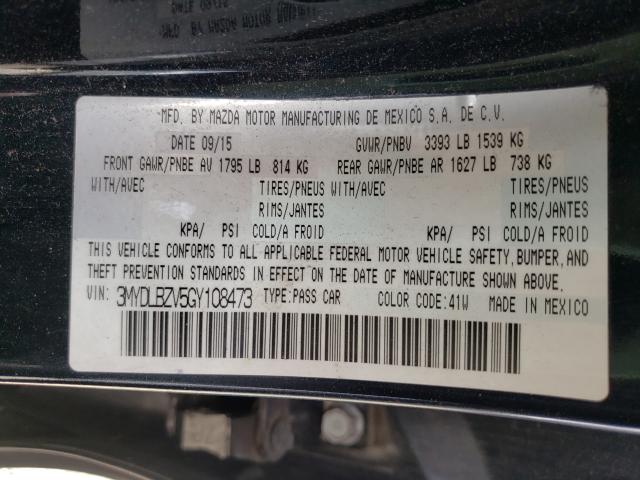 MFD. BY MAZDA MOTOR MANUFACTURING DE MEXICO S.A. DE C.V.
DATE 09/15 GVWR/PNBV 3393 LB 1539 KG
FRONT GAWR/PNBE AV 1795 LB 814 KG REAR GAWR/PNBE AR 1627 LB 738 KG
WITH/AVEC TIRES/PNEUS WITH/AVEC TIRES/PNEUS
RIMS/JANTES RIMS/JANTES
KPA/ PSI COLD/A FROID KPA/ PSI COLD/A FROID
THIS VEHICLE CONFORMS TO ALL APPLICABLE FEDERAL MOTOR VEHICLE SAFETY,BUMPER,AND
THEFT PREVENTION STANDARDS IN EFFECT ON THE DATE OF MANUFACTURE SHOWN ABOVE.
VIN: 3MYDLBZV5GY108473 TYPE:PASS CAR COLOR CODE:41W MADE IN MEXICO